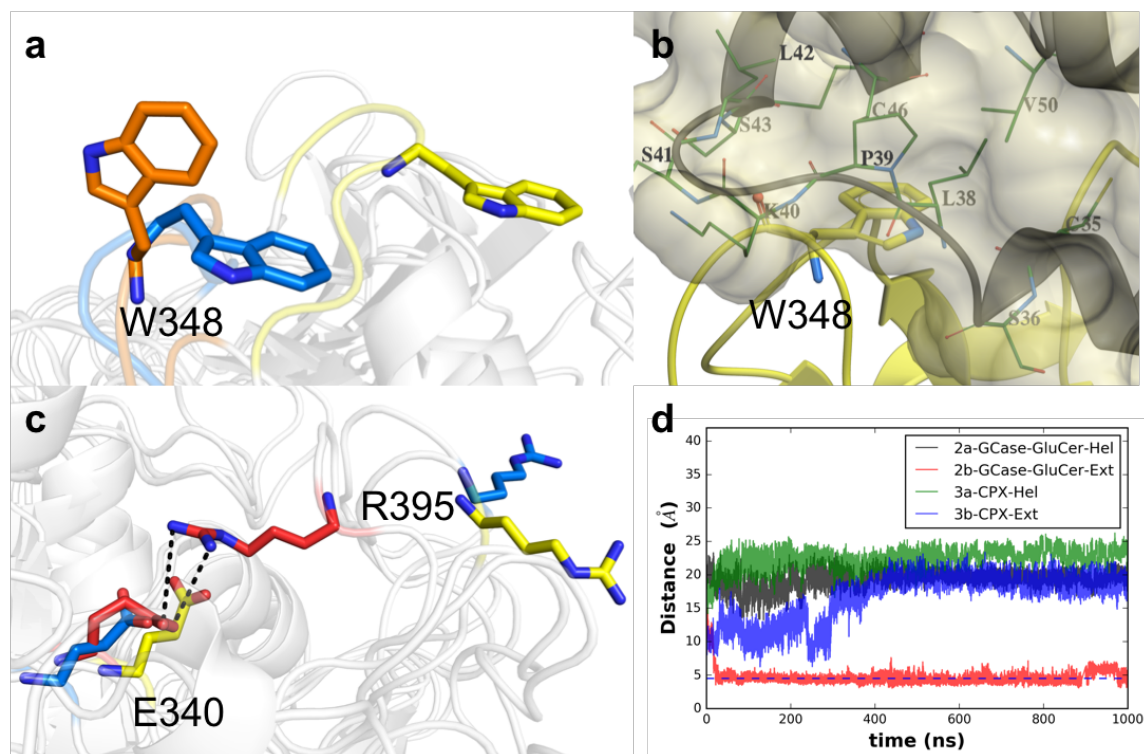 a
W348
b
L42
C46
V50
S43
S41
P39
L38
K40
C35
W348
S36
c
R395
E340
d
Distance (Å)
40
35
30
25
20
15
10
5
0
2a-GCase-GluCer-Hel
2b-GCase-GluCer-Ext
3a-CPX-Hel
3b-CPX-Ext
0 200 400 600 800 1000
time (ns)